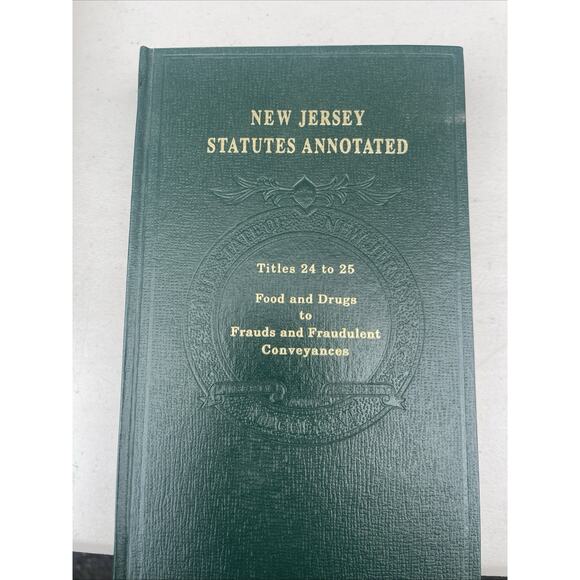 NEW JERSEY
STATUTES ANNOTATED
Titles 24 to 25
Food and Drugs
to
Frauds and Fraudulent
Conveyances